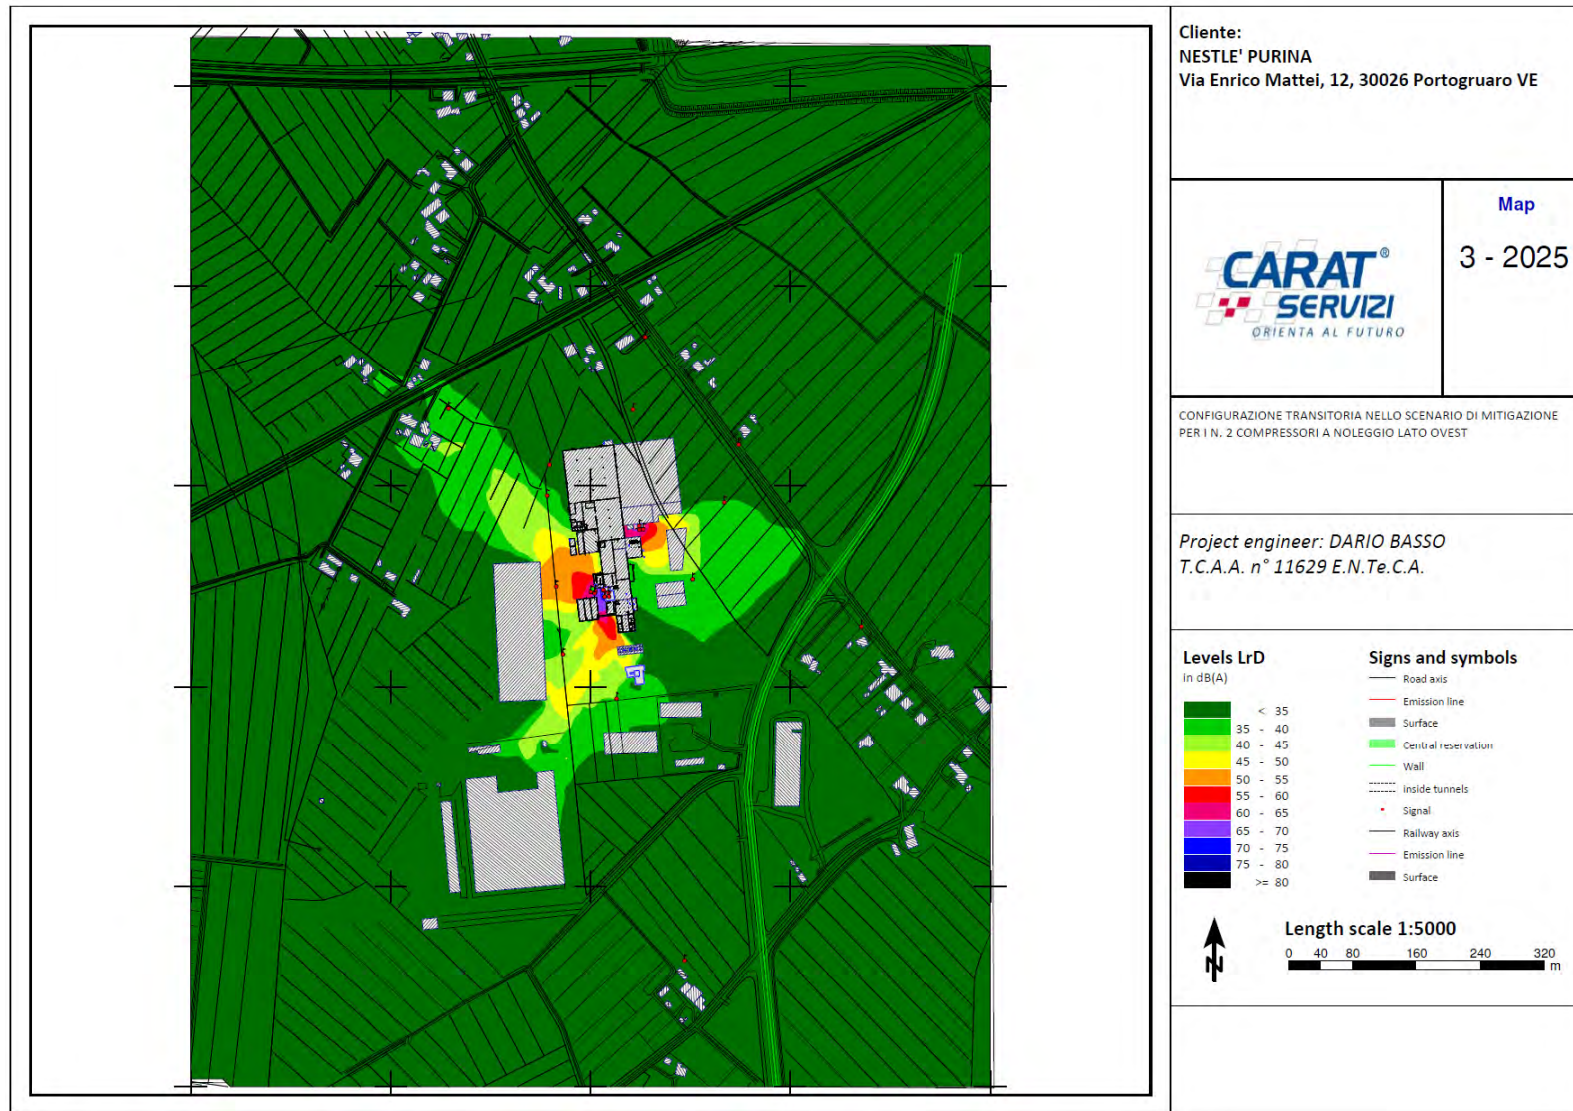 Cliente:
NESTLE' PURINA
Via Enrico Mattei, 12, 30026 Portogruaro VE
CARAT®
SERVIZI
ORIENTA AL FUTURO
Map
3 - 2025
CONFIGURAZIONE TRANSITORIA NELLO SCENARIO DI MITIGAZIONE
PER I N. 2 COMPRESSORI A NOLEGGIO LATO OVEST
Project engineer: DARIO BASSO
T.C.A.A. n° 11629 E.N.Te.C.A.
Levels LrD
in dB(A)
< 35
35 - 40
40 - 45
45 - 50
50 - 55
55 - 60
60 - 65
65 - 70
70 - 75
75 - 80
>= 80
Signs and symbols
Road axis
Emission line
Surface
Central reservation
Wall
Inside tunnels
Signal
Railway axis
Emission line
Surface
N
Length scale 1:5000
0 40 80 160 240 320
m